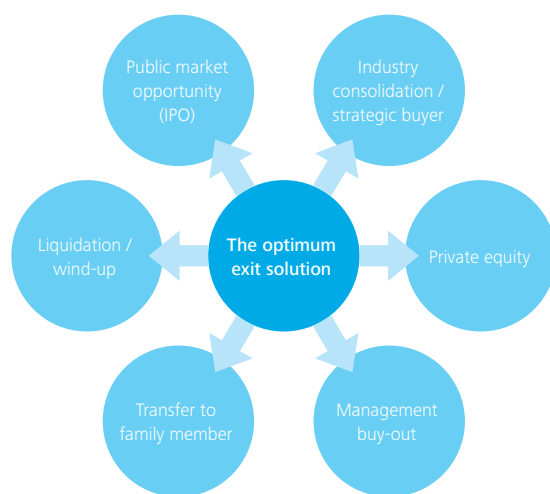 Public market
opportunity
(IPO)
Industry
consolidation /
strategic buyer
Liquidation /
wind-up
The optimum
exit solution
Private equity
Transfer to
family member
Management
buy-out